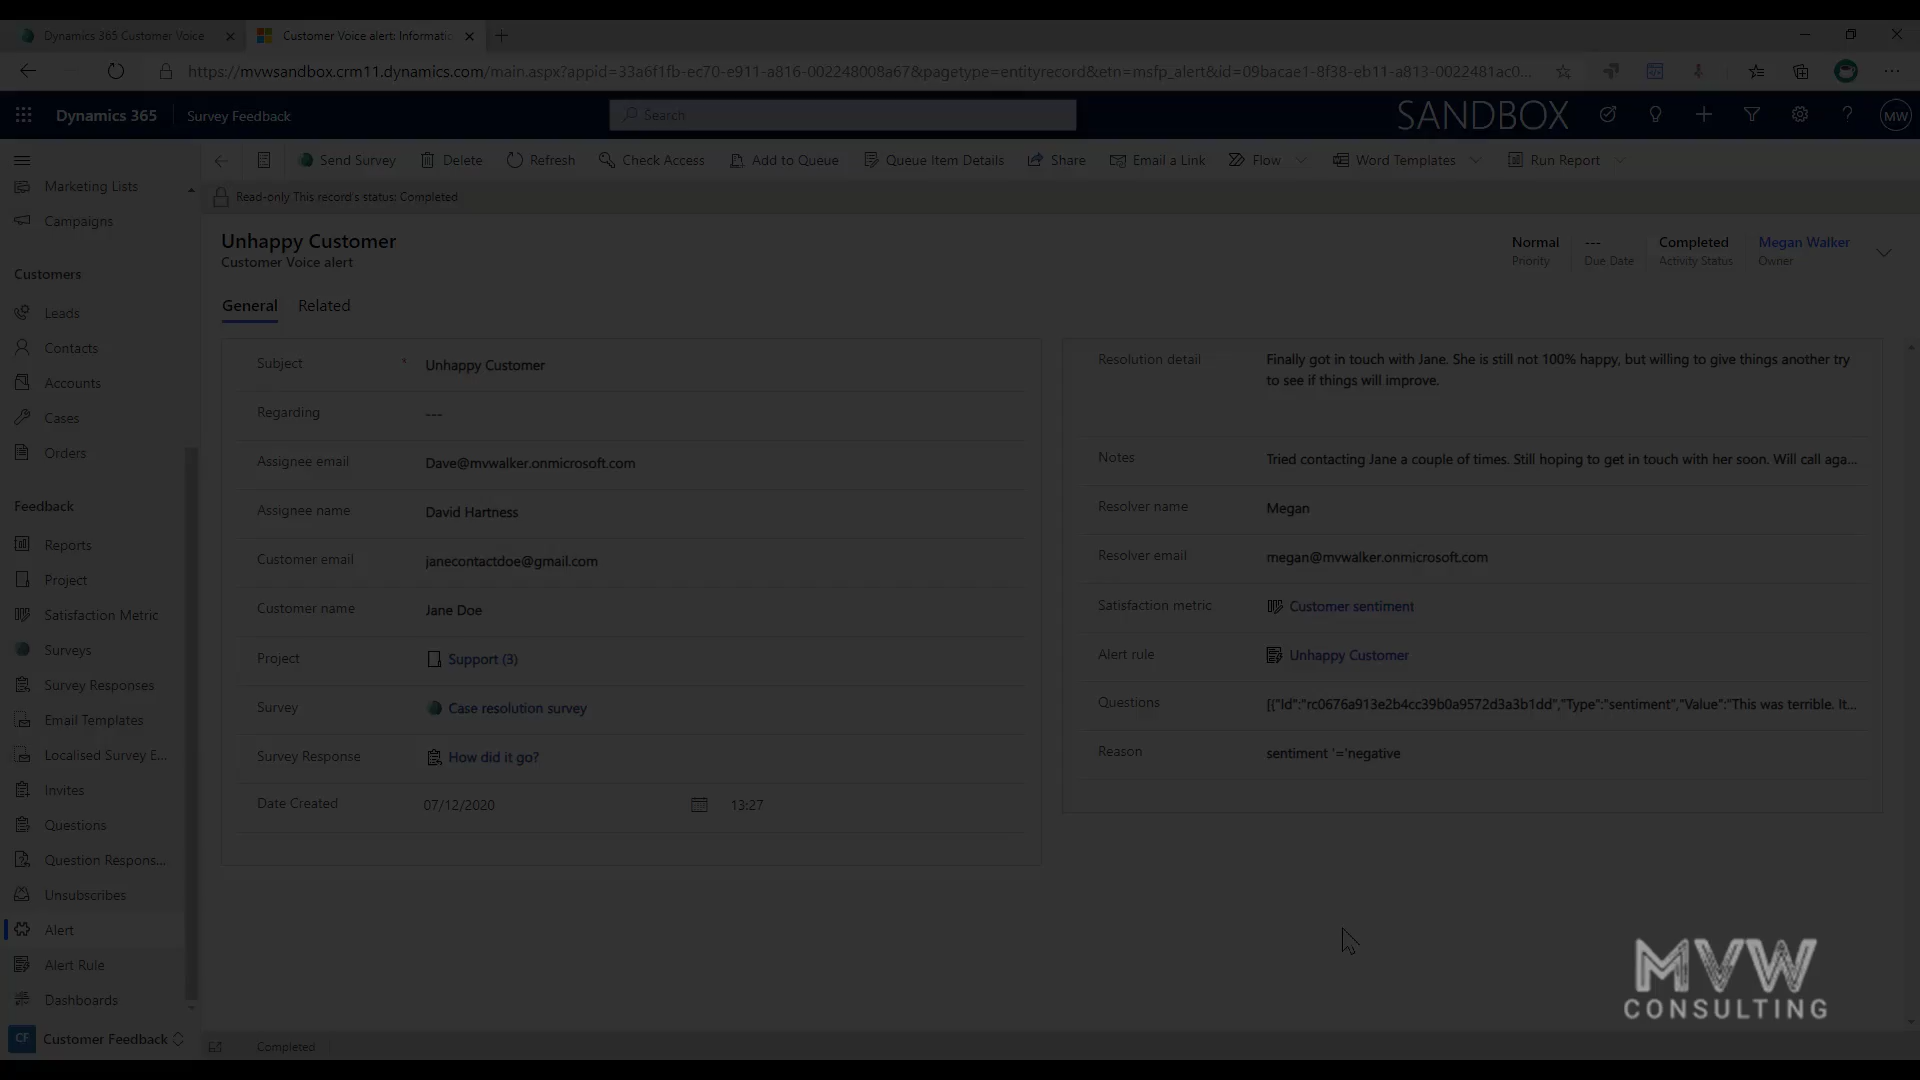 Dynamics 365 Customer Voice
Customer Voice alert: Informatic
https://mvwsandbox.crm11.dynamics.com/main.aspx?appid=33a6f1fb-ec70-e911-a816-002248008a67&pagetype=entityrecord&etn=msfp_alert&id=09bacae1-8f38-eb11-a813-0022481ac0...
Dynamics 365
Survey Feedback
Search
SANDBOX
MW
Send Survey
Delete
Refresh
Check Access
Add to Queue
Queue Item Details
Share
Email a Link
Flow
Word Templates
Run Report
Read-only This record's status: Completed
Marketing Lists
Campaigns
Customers
Leads
Contacts
Accounts
Cases
Orders
Feedback
Reports
Project
Satisfaction Metric
Surveys
Survey Responses
Email Templates
Localised Survey E...
Invites
Questions
Question Respons...
Unsubscribes
Alert
Alert Rule
Dashboards
CF
Customer Feedback
Unhappy Customer
Customer Voice alert
Normal
Priority
---
Due Date
Completed
Activity Status
Megan Walker
Owner
General
Related
Subject * Unhappy Customer
Regarding ---
Assignee email Dave@mvwalker.onmicrosoft.com
Assignee name David Hartness
Customer email janecontactdoe@gmail.com
Customer name Jane Doe
Project Support (3)
Survey Case resolution survey
Survey Response How did it go?
Date Created 07/12/2020 13:27
Resolution detail Finally got in touch with Jane. She is still not 100% happy, but willing to give things another try
to see if things will improve.
Notes Tried contacting Jane a couple of times. Still hoping to get in touch with her soon. Will call aga...
Resolver name Megan
Resolver email megan@mvwalker.onmicrosoft.com
Satisfaction metric Customer sentiment
Alert rule Unhappy Customer
Questions [{"Id":"rc0676a913e2b4cc39b0a9572d3a3b1dd","Type":"sentiment","Value":"This was terrible. It...
Reason sentiment '='negative
MVW
CONSULTING
Completed